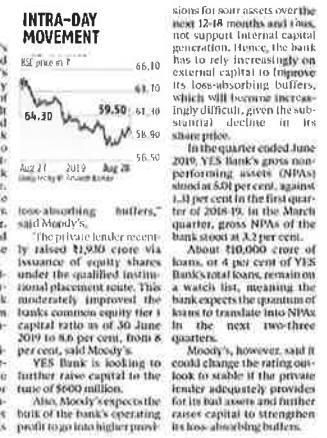 INTRA-DAY
MOVEMENT
BSE price in ₹
66.10
63.70
61.30
58.90
56.50
64.30
59.50
Aug 27 2019 Aug 28
loss-absorbing buffers,"
said Moody's.
The private lender recent-
ly raised ₹1,930 crore via
issuance of equity shares
under the qualified institu-
tional placement route. This
moderately improved the
banks common equity tier 1
capital ratio as of 30 June
2019 to 8.6 per cent, from 8
per cent, said Moody's.
YES Bank is looking to
further raise capital to the
tune of $600 million.
Also, Moody's expects the
bulk of the bank's operating
profit to go into higher provi-
sions for sour assets over the
next 12-18 months and thus,
not support internal capital
generation. Hence, the bank
has to rely increasingly on
external capital to improve
its loss-absorbing buffers,
which will become increas-
ingly difficult, given the sub-
stantial decline in its
share price.
In the quarter ended June
2019, YES Bank's gross non-
performing assets (NPAs)
stood at 5.01 per cent, against
1.31 per cent in the first quar-
ter of 2018-19. In the March
quarter, gross NPAs of the
bank stood at 3.2 per cent.
About ₹10,000 crore of
loans, or 4 per cent of YES
Bank's total loans, remain on
a watch list, meaning the
bank expects the quantum of
loans to translate into NPAs
in the next two-three
quarters.
Moody's, however, said it
could change the rating out-
look to stable if the private
lender adequately provides
for its bad assets and further
raises capital to strengthen
its loss-absorbing buffers.